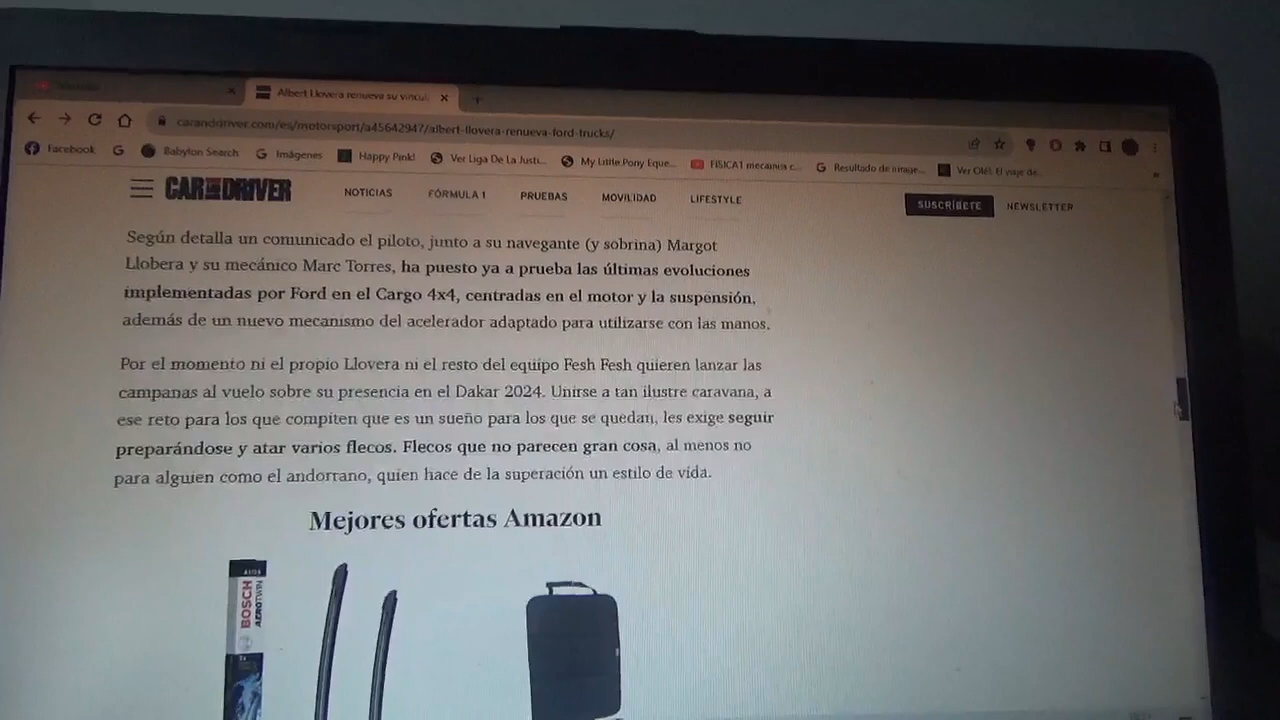 Albert Llovera renueva su vincul
caranddriver.com/es/motorsport/a45642947/albert-llovera-renueva-ford-trucks/
Facebook
Babylon Search
Imágenes
Happy Pink!
Ver Liga De La Justi...
My Little Pony Eque...
FISICA1 mecanica c...
Resultado de image...
Ver Olé! El viaje de...
CAR AND DRIVER
NOTICIAS
FÓRMULA 1
PRUEBAS
MOVILIDAD
LIFESTYLE
SUSCRÍBETE
NEWSLETTER
Según detalla un comunicado el piloto, junto a su navegante (y sobrina) Margot
Llobera y su mecánico Marc Torres, ha puesto ya a prueba las últimas evoluciones
implementadas por Ford en el Cargo 4x4, centradas en el motor y la suspensión,
además de un nuevo mecanismo del acelerador adaptado para utilizarse con las manos.
Por el momento ni el propio Llovera ni el resto del equipo Fesh Fesh quieren lanzar las
campanas al vuelo sobre su presencia en el Dakar 2024. Unirse a tan ilustre caravana, a
ese reto para los que compiten que es un sueño para los que se quedan, les exige seguir
preparándose y atar varios flecos. Flecos que no parecen gran cosa, al menos no
para alguien como el andorrano, quien hace de la superación un estilo de vida.
Mejores ofertas Amazon
BOSCH
AEROTWIN